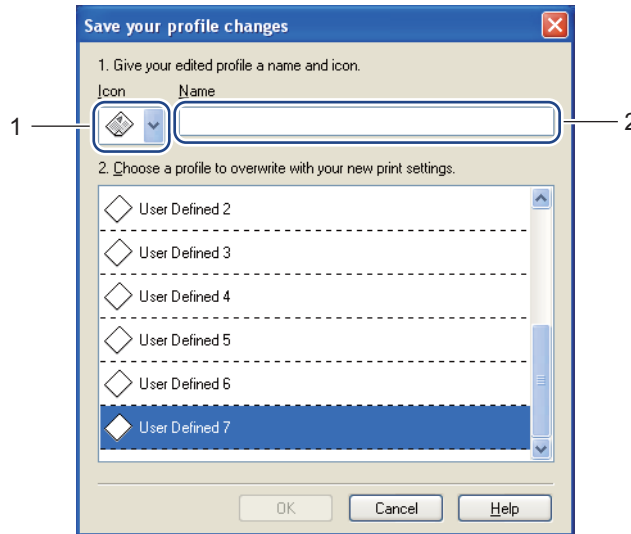 Save your profile changes
1. Give your edited profile a name and icon.
Icon Name
1
2
2. Choose a profile to overwrite with your new print settings.
User Defined 2
User Defined 3
User Defined 4
User Defined 5
User Defined 6
User Defined 7
OK Cancel Help